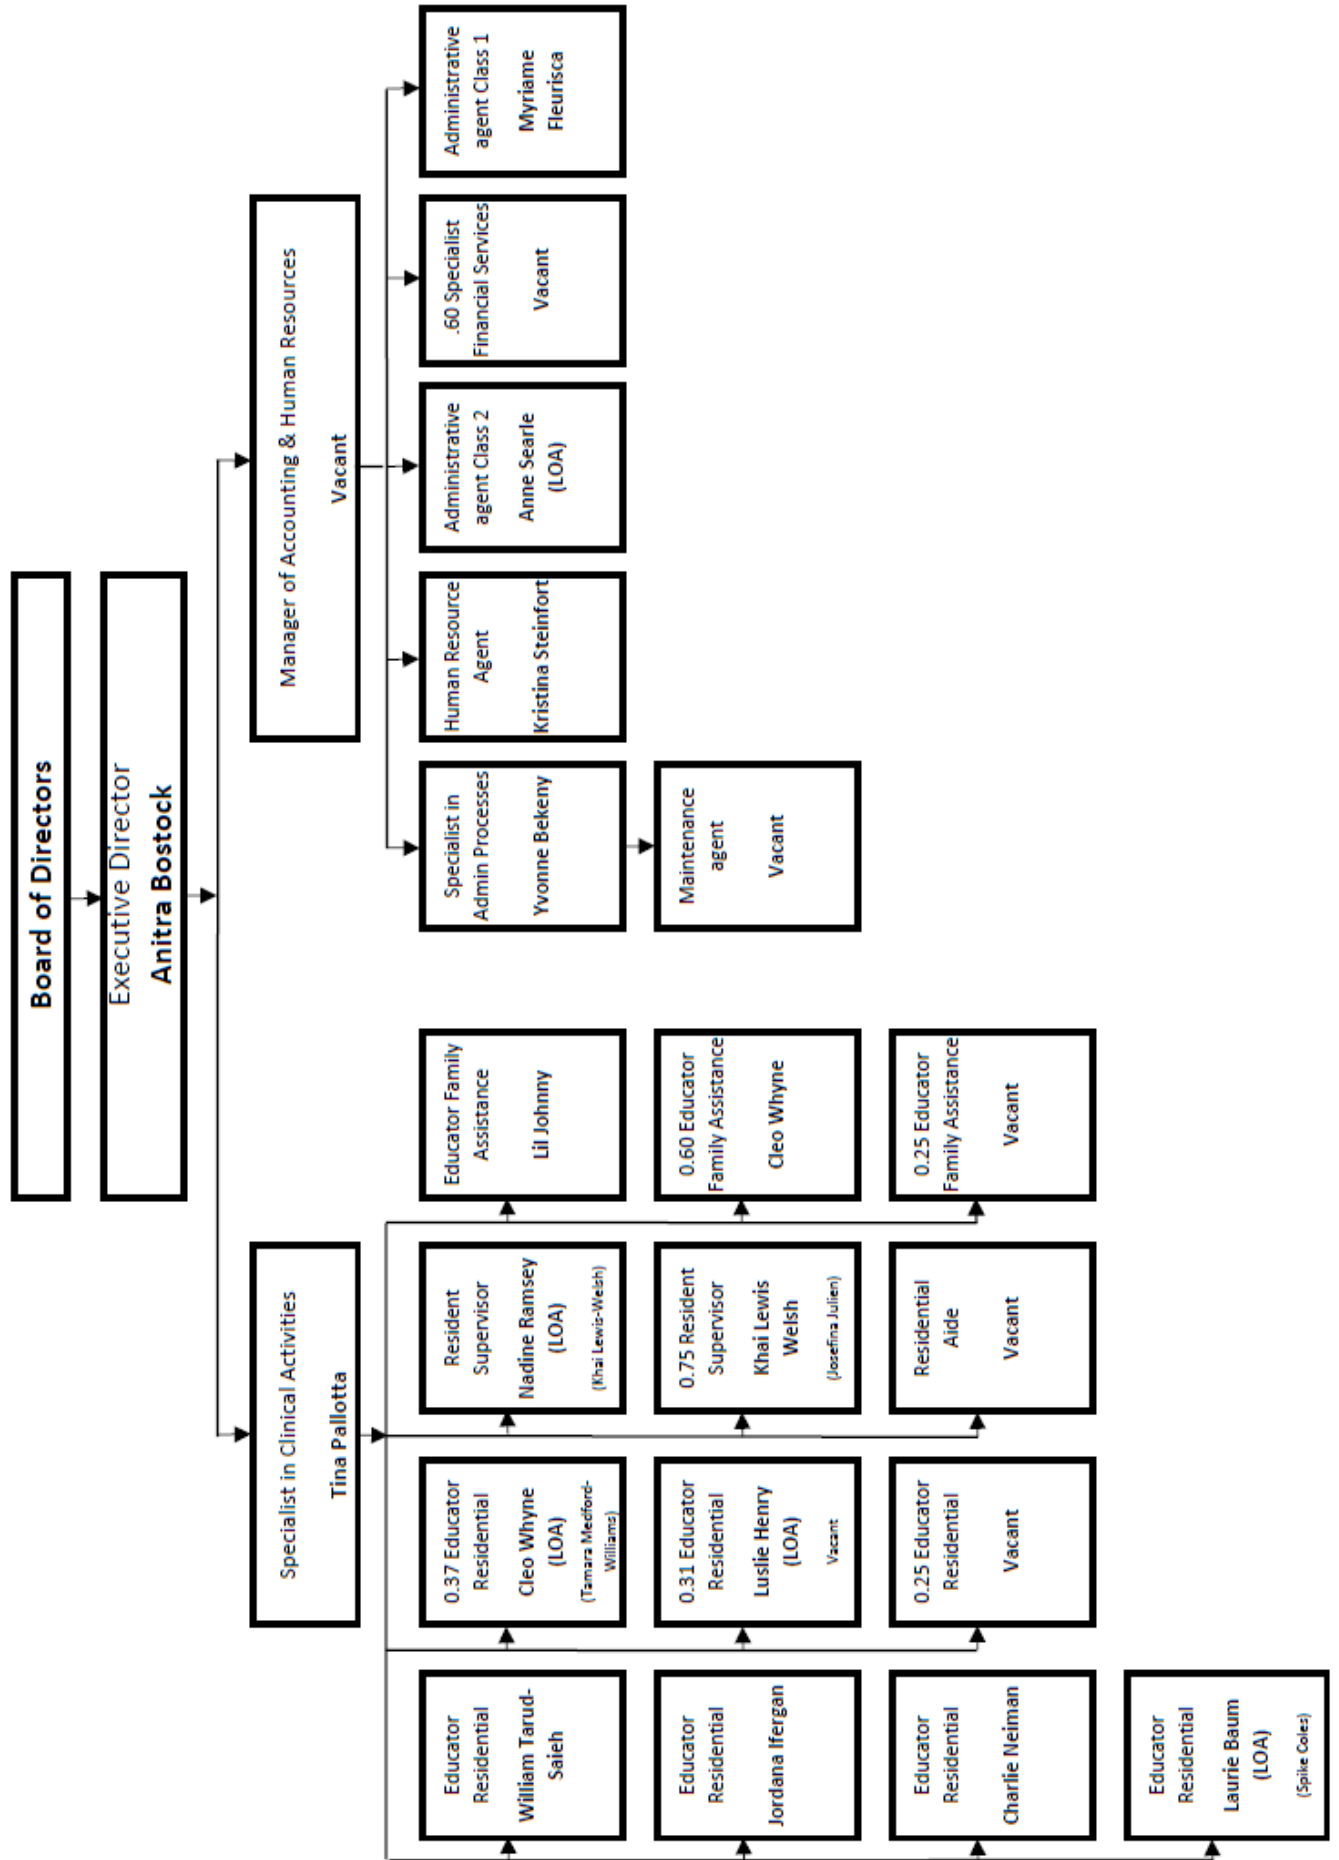 Board of Directors
Executive Director
Anitra Bostock
Specialist in Clinical Activities
Tina Pallotta
Manager of Accounting & Human Resources
Vacant
Educator
Residential
William Tarud-
Saieh
0.37 Educator
Residential
Cleo Whyne
(LOA)
(Tamara Medford-
Williams)
Resident
Supervisor
Nadine Ramsey
(LOA)
(Khai Lewis-Welsh)
Educator Family
Assistance
Lil Johnny
Specialist in
Admin Processes
Yvonne Bekeny
Human Resource
Agent
Kristina Steinfort
Administrative
agent Class 2
Anne Searle
(LOA)
.60 Specialist
Financial Services
Vacant
Administrative
agent Class 1
Myriame
Fleurisca
Educator
Residential
Jordana Ifergan
0.31 Educator
Residential
Luslie Henry
(LOA)
Vacant
0.75 Resident
Supervisor
Khai Lewis
Welsh
(Josefina Julien)
0.60 Educator
Family Assistance
Cleo Whyne
Maintenance
agent
Vacant
Educator
Residential
Charlie Neiman
0.25 Educator
Residential
Vacant
Residential
Aide
Vacant
0.25 Educator
Family Assistance
Vacant
Educator
Residential
Laurie Baum
(LOA)
(Spike Coles)